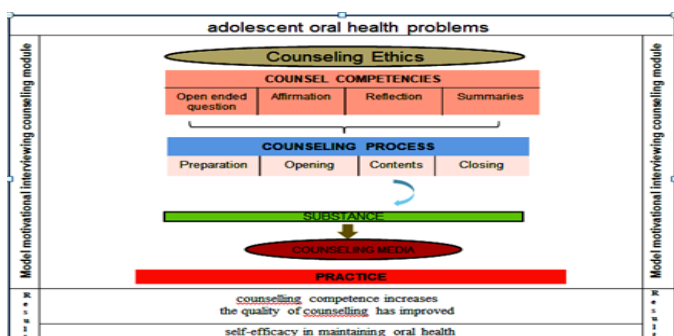 adolescent oral health problems
Model motivational interviewing counseling module
Counseling Ethics
COUNSEL COMPETENCIES
Open ended question
Affirmation
Reflection
Summaries
COUNSELING PROCESS
Preparation
Opening
Contents
Closing
SUBSTANCE
COUNSELING MEDIA
PRACTICE
counselling competence increases
the quality of counselling has improved
self-efficacy in maintaining oral health
Model motivational interviewing counseling module
R
e
s
u
l
R
e
s
u
l